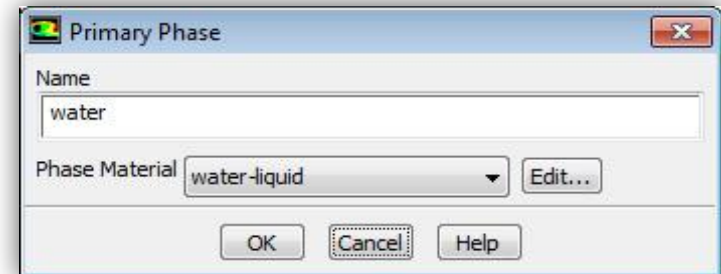 Primary Phase
Name
water
Phase Material water-liquid Edit...
OK Cancel Help